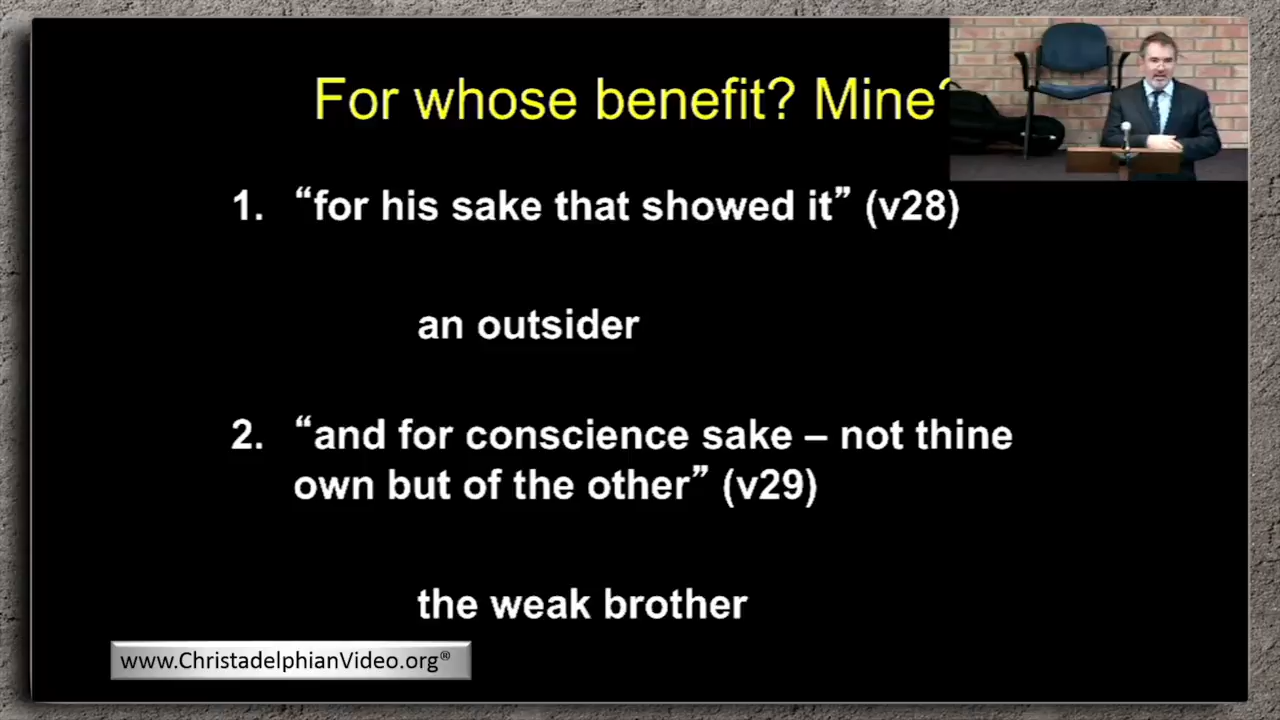 For whose benefit? Mine?
1. “for his sake that showed it” (v28)
an outsider
2. “and for conscience sake – not thine
own but of the other” (v29)
the weak brother
www.ChristadelphianVideo.org®